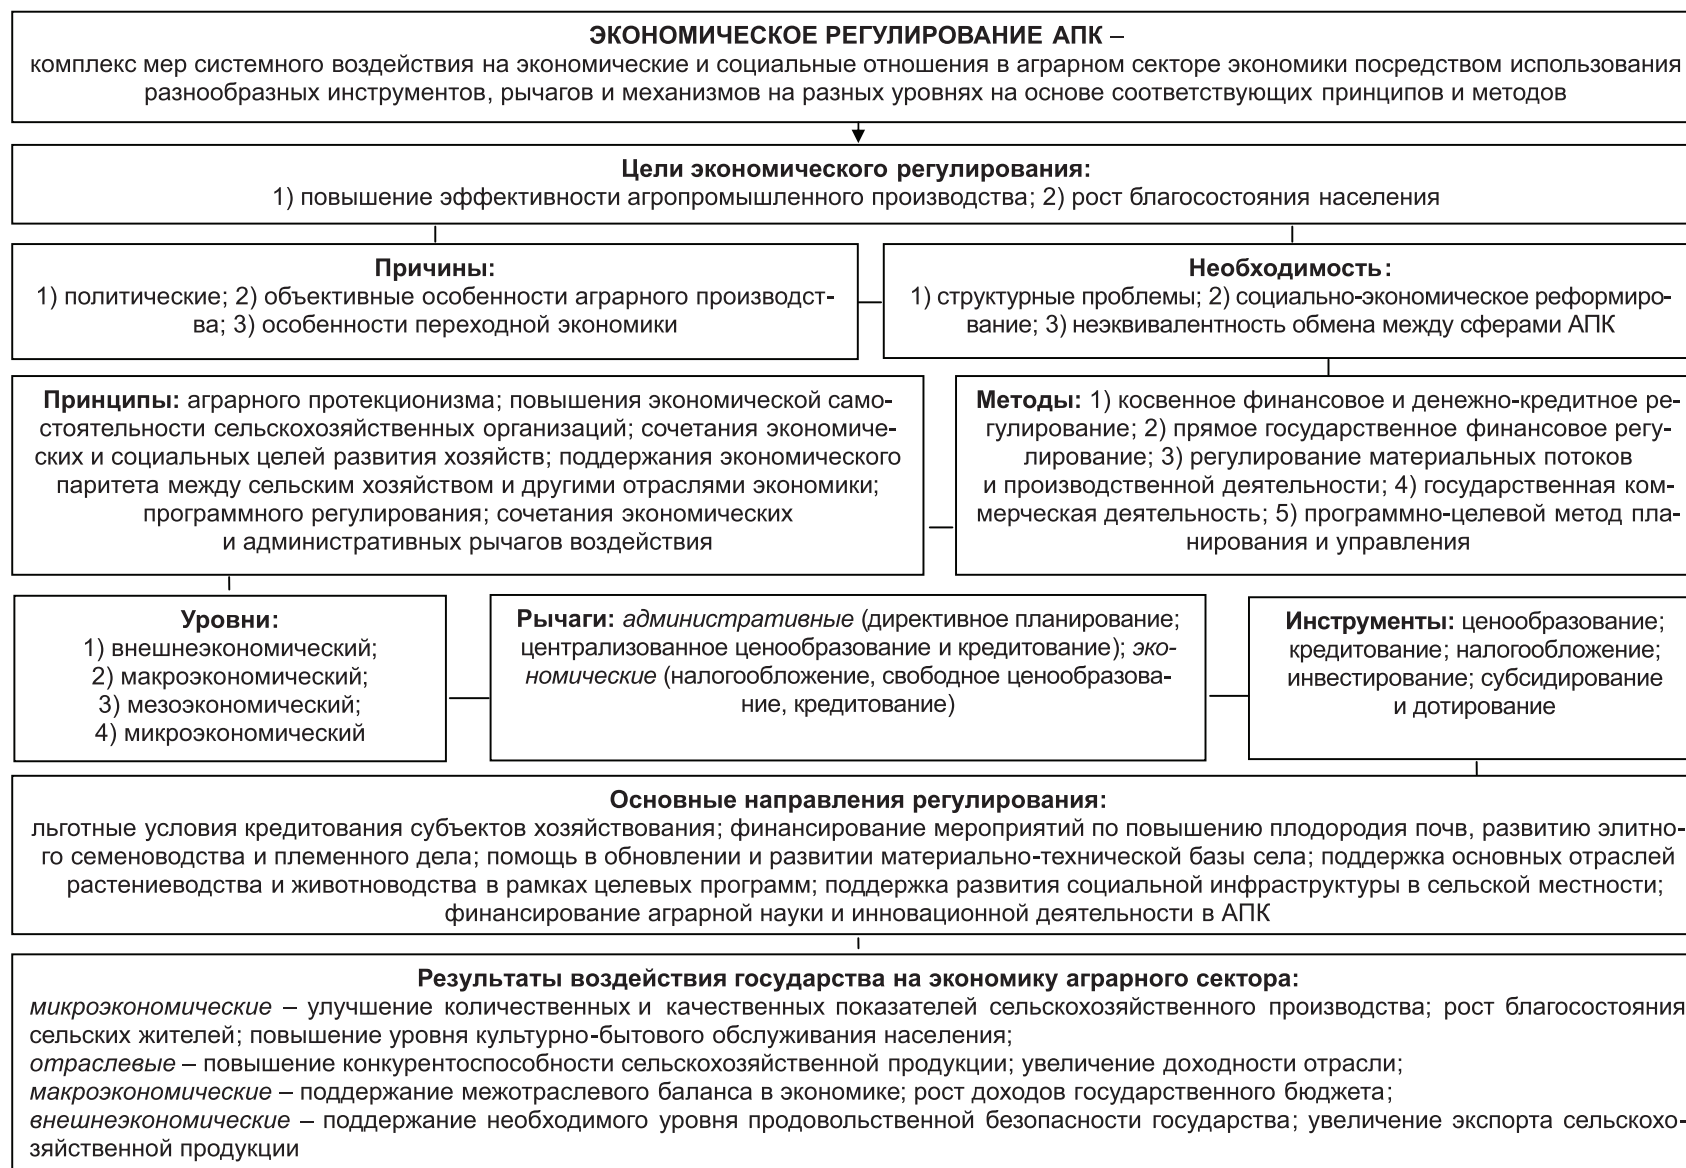 ЭКОНОМИЧЕСКОЕ РЕГУЛИРОВАНИЕ АПК –
комплекс мер системного воздействия на экономические и социальные отношения в аграрном секторе экономики посредством использования
разнообразных инструментов, рычагов и механизмов на разных уровнях на основе соответствующих принципов и методов
Цели экономического регулирования:
1) повышение эффективности агропромышленного производства; 2) рост благосостояния населения
Причины:
1) политические; 2) объективные особенности аграрного производст-
ва; 3) особенности переходной экономики
Необходимость:
1) структурные проблемы; 2) социально-экономическое реформиро-
вание; 3) неэквивалентность обмена между сферами АПК
Принципы: аграрного протекционизма; повышения экономической само-
стоятельности сельскохозяйственных организаций; сочетания экономиче-
ских и социальных целей развития хозяйств; поддержания экономического
паритета между сельским хозяйством и другими отраслями экономики;
программного регулирования; сочетания экономических
и административных рычагов воздействия
Методы: 1) косвенное финансовое и денежно-кредитное ре-
гулирование; 2) прямое государственное финансовое регу-
лирование; 3) регулирование материальных потоков
и производственной деятельности; 4) государственная ком-
мерческая деятельность; 5) программно-целевой метод пла-
нирования и управления
Уровни:
1) внешнеэкономический;
2) макроэкономический;
3) мезоэкономический;
4) микроэкономический
Рычаги: административные (директивное планирование;
централизованное ценообразование и кредитование); эко-
номические (налогообложение, свободное ценообразова-
ние, кредитование)
Инструменты: ценообразование;
кредитование; налогообложение;
инвестирование; субсидирование
и дотирование
Основные направления регулирования:
льготные условия кредитования субъектов хозяйствования; финансирование мероприятий по повышению плодородия почв, развитию элитно-
го семеноводства и племенного дела; помощь в обновлении и развитии материально-технической базы села; поддержка основных отраслей
растениеводства и животноводства в рамках целевых программ; поддержка развития социальной инфраструктуры в сельской местности;
финансирование аграрной науки и инновационной деятельности в АПК
Результаты воздействия государства на экономику аграрного сектора:
микроэкономические – улучшение количественных и качественных показателей сельскохозяйственного производства; рост благосостояния
сельских жителей; повышение уровня культурно-бытового обслуживания населения;
отраслевые – повышение конкурентоспособности сельскохозяйственной продукции; увеличение доходности отрасли;
макроэкономические – поддержание межотраслевого баланса в экономике; рост доходов государственного бюджета;
внешнеэкономические – поддержание необходимого уровня продовольственной безопасности государства; увеличение экспорта сельскохо-
зяйственной продукции